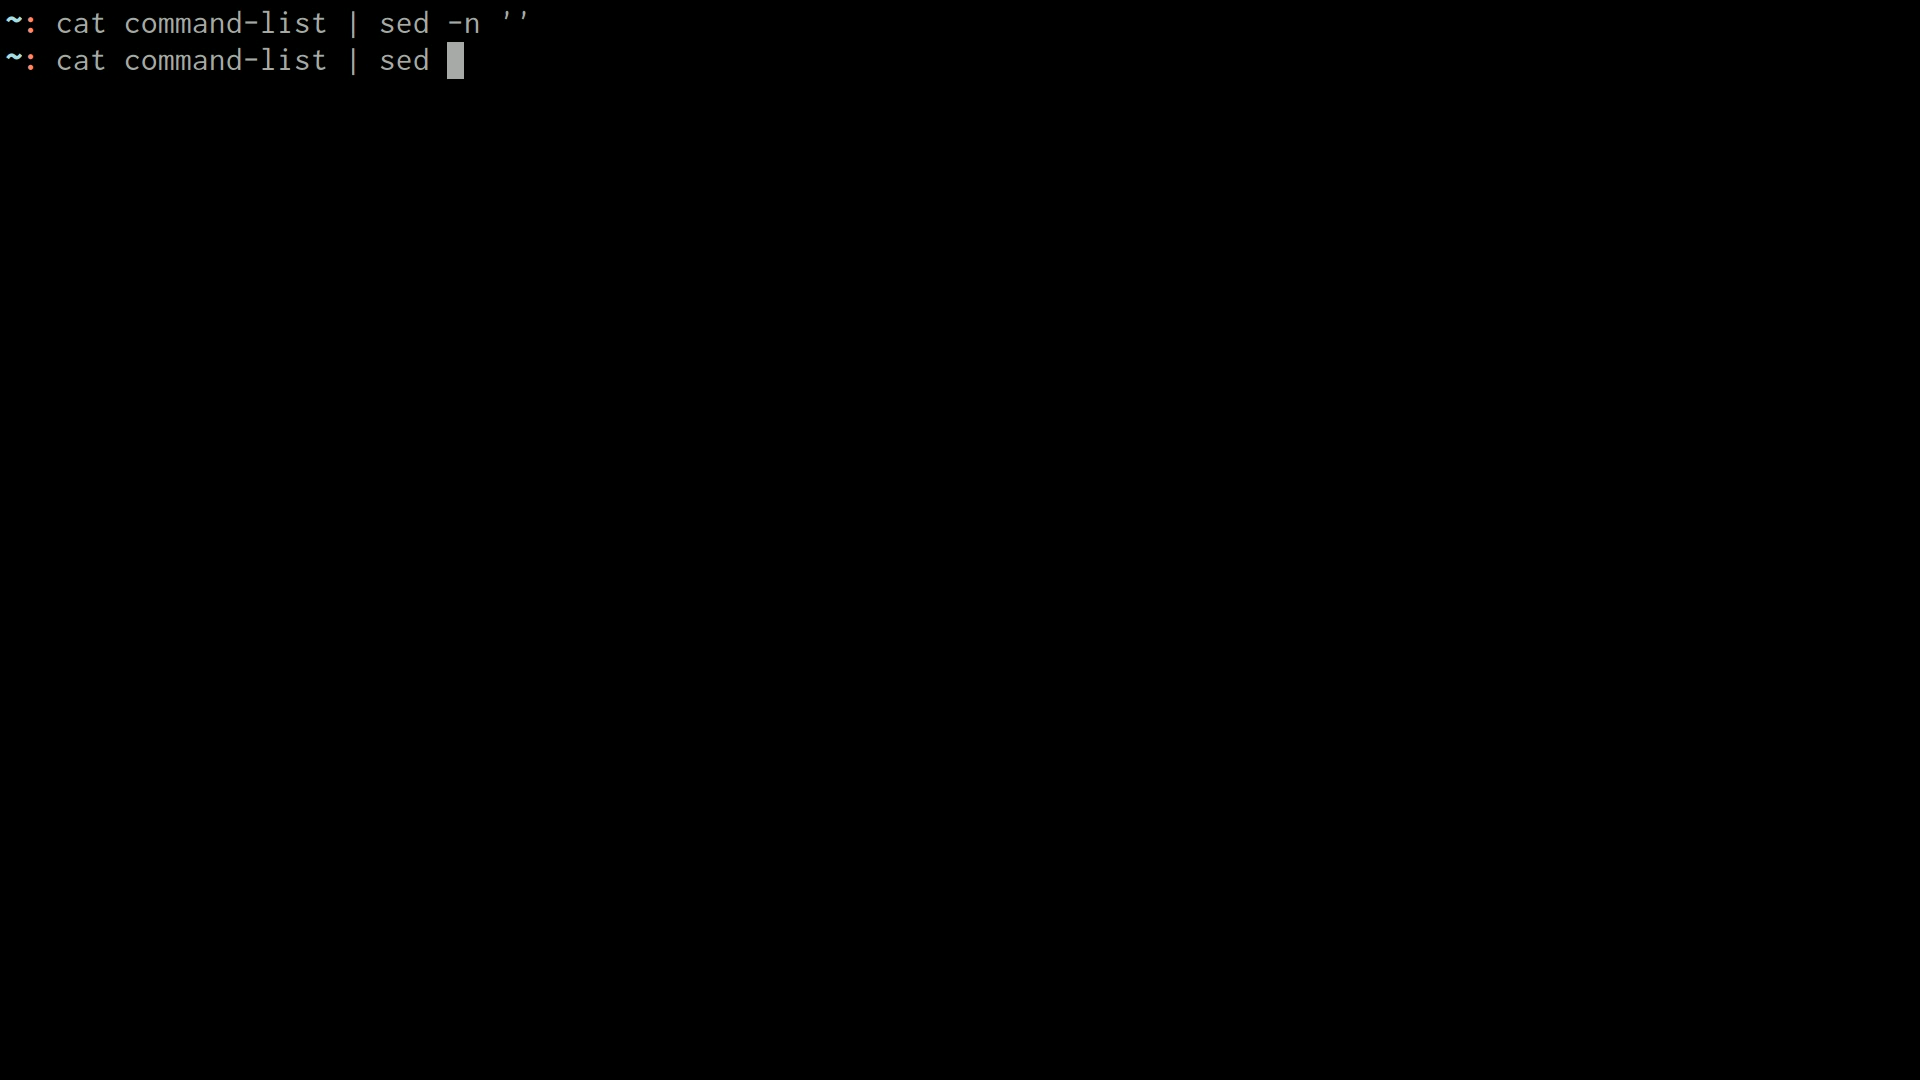 ~: cat command-list | sed -n ''
~: cat command-list | sed